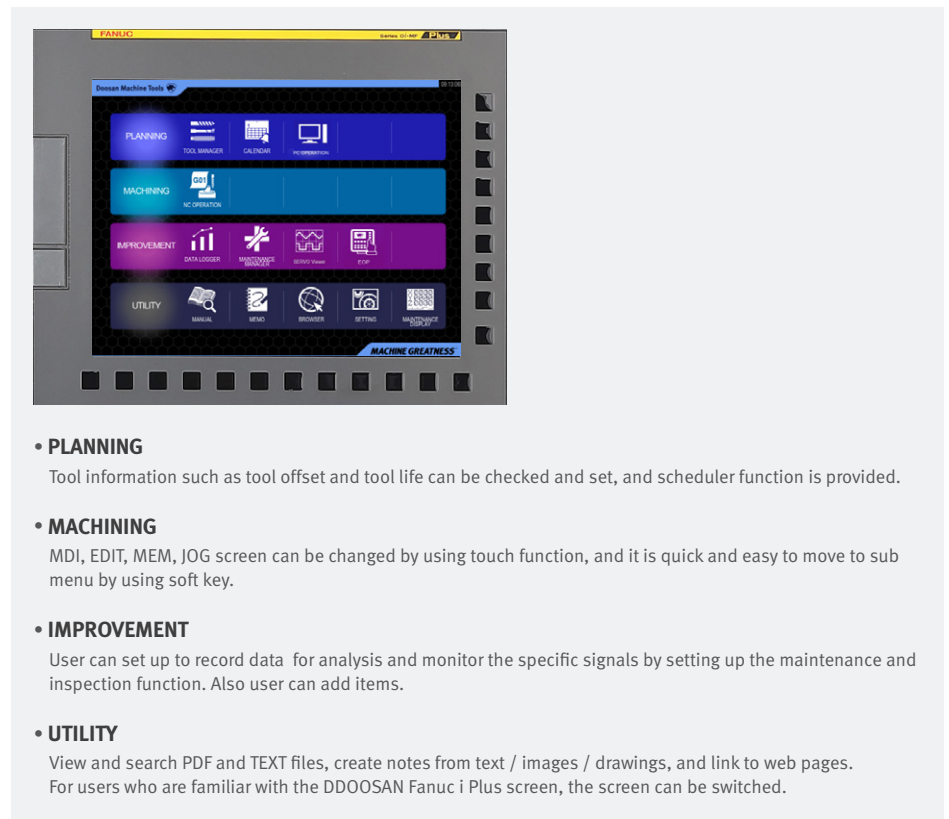 FANUC
Series 0i-MF Plus
Doosan Machine Tools
PLANNING
TOOL MANAGER
CALENDAR
PC OPERATION
MACHINING
G01
NC OPERATION
IMPROVEMENT
DATA LOGGER
MAINTENANCE
MANAGER
SERVO Viewer
EOP
UTILITY
MANUAL
MEMO
BROWSER
SETTING
MAINTENANCE
DISPLAY
MACHINE GREATNESS
• PLANNING
Tool information such as tool offset and tool life can be checked and set, and scheduler function is provided.
• MACHINING
MDI, EDIT, MEM, JOG screen can be changed by using touch function, and it is quick and easy to move to sub
menu by using soft key.
• IMPROVEMENT
User can set up to record data for analysis and monitor the specific signals by setting up the maintenance and
inspection function. Also user can add items.
• UTILITY
View and search PDF and TEXT files, create notes from text / images / drawings, and link to web pages.
For users who are familiar with the DDOOSAN Fanuc i Plus screen, the screen can be switched.